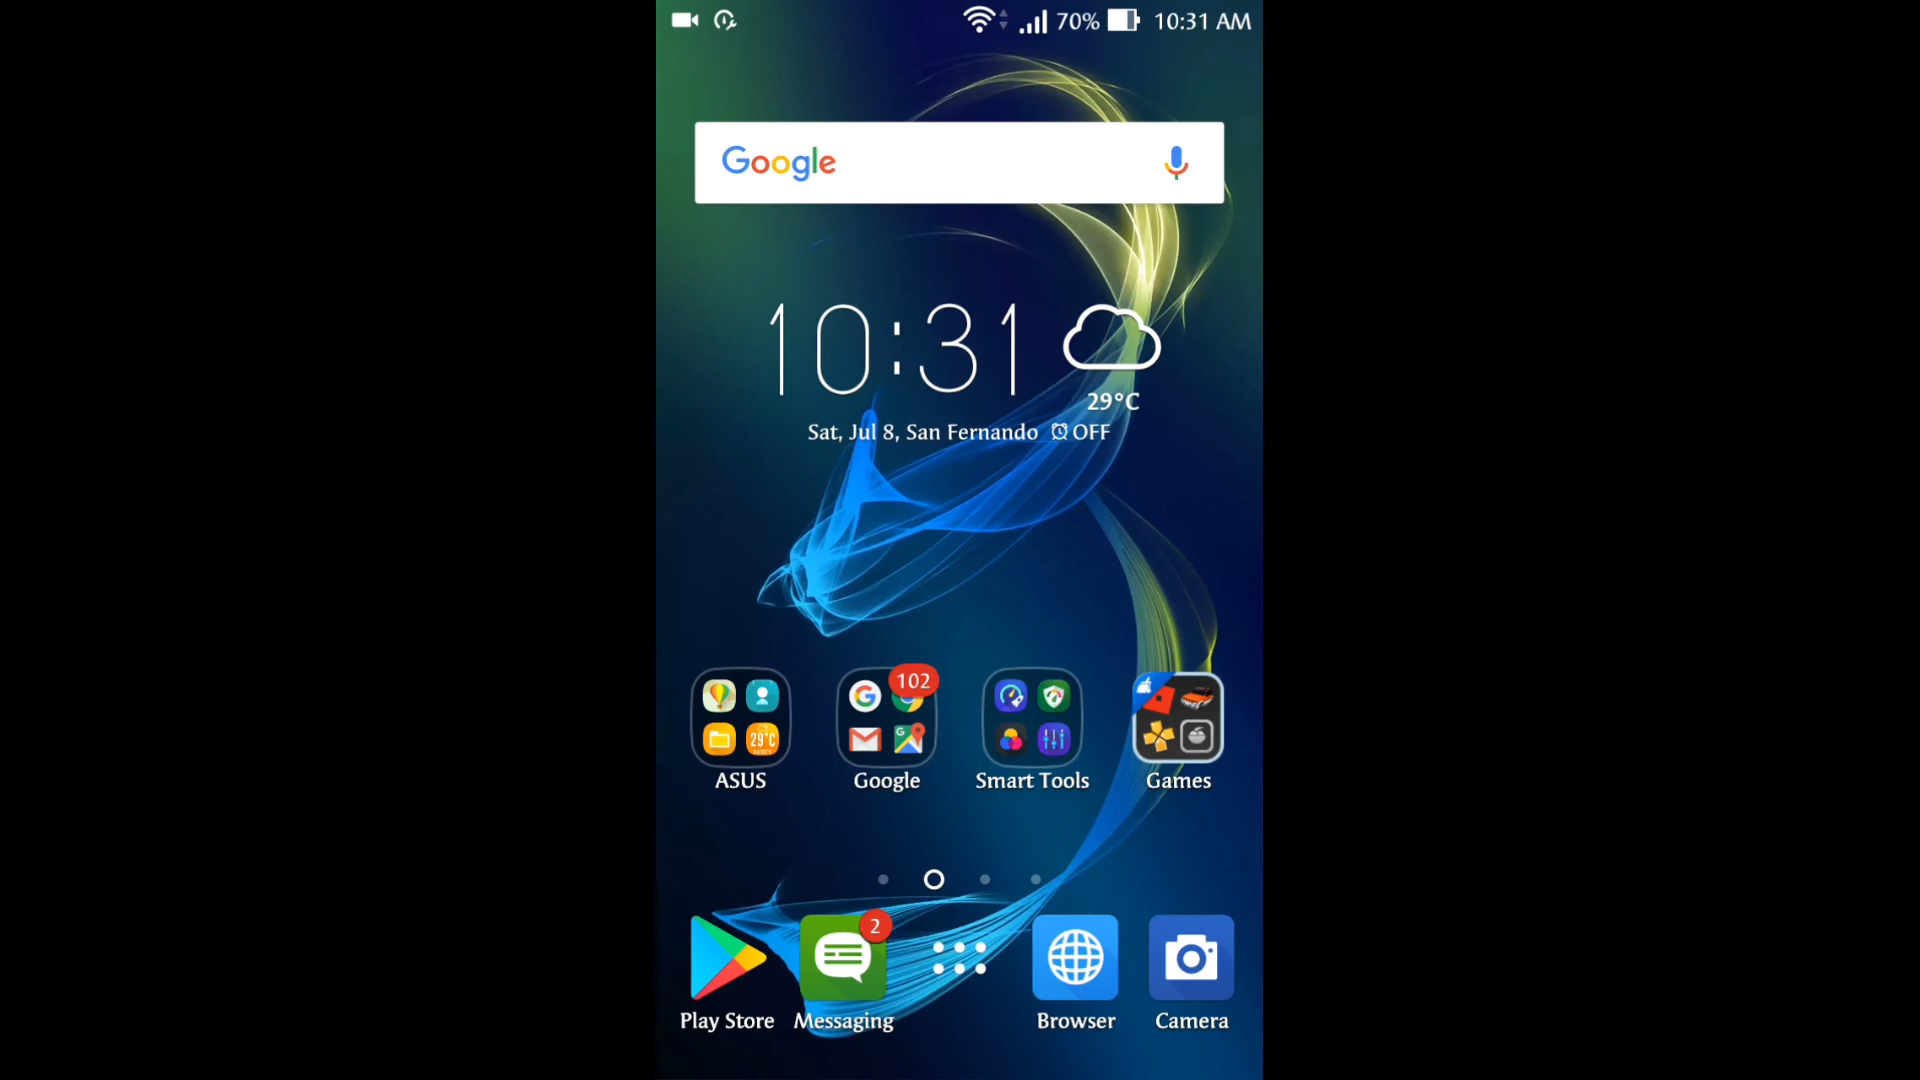 70% 10:31 AM
Google
10:31
29°C
Sat, Jul 8, San Fernando OFF
102
29°C
ASUS Google Smart Tools Games
2
Play Store Messaging Browser Camera